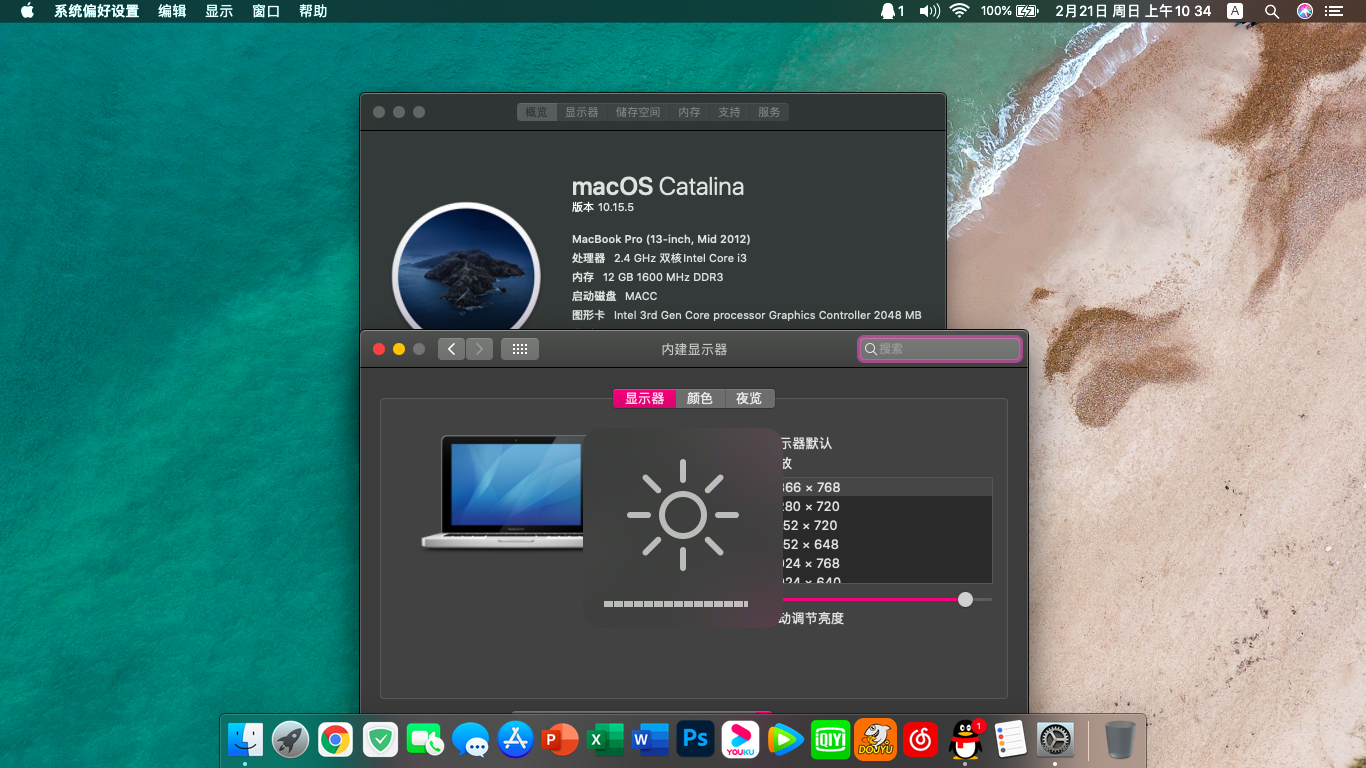 系统偏好设置 编辑 显示 窗口 帮助 1 100% 2月21日 周日 上午10 34 A
概览 显示器 储存空间 内存 支持 服务
macOS Catalina
版本 10.15.5
MacBook Pro (13-inch, Mid 2012)
处理器 2.4 GHz 双核Intel Core i3
内存 12 GB 1600 MHz DDR3
启动磁盘 MACC
图形卡 Intel 3rd Gen Core processor Graphics Controller 2048 MB
内建显示器 搜索
显示器 颜色 夜览
示器默认
放
366 × 768
280 × 720
52 × 720
52 × 648
024 × 768
024 × 640
动调节亮度
P X W Ps YOUKU iQIY DOUYU 1